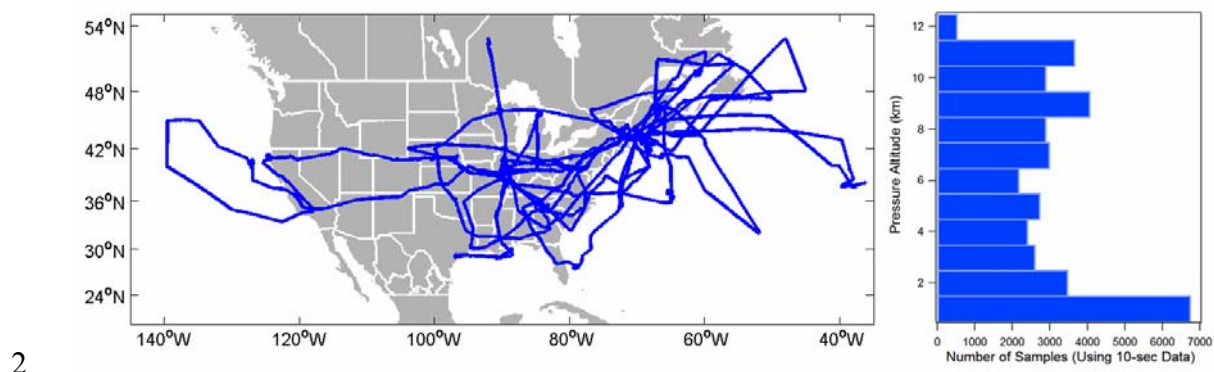 54°N
48°N
42°N
36°N
30°N
24°N
140°W 120°W 100°W 80°W 60°W 40°W
12
10
8
6
4
2
Pressure Altitude (km)
0 1000 2000 3000 4000 5000 6000 7000
Number of Samples (Using 10-sec Data)
2